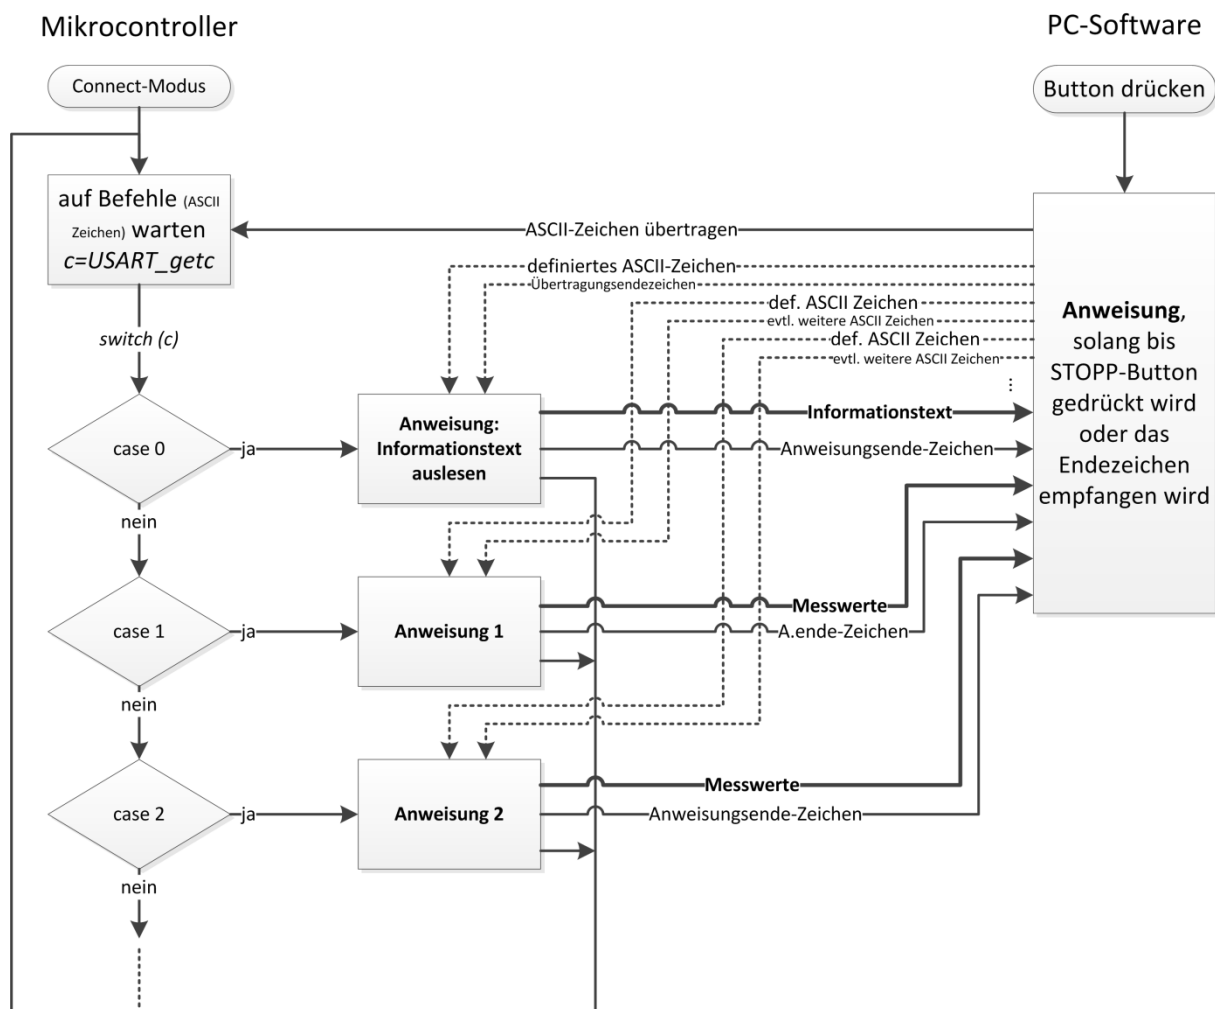 Mikrocontroller
PC-Software
Connect-Modus
Button drücken
auf Befehle (ASCII
Zeichen) warten
c=USART_getc
ASCII-Zeichen übertragen
definiertes ASCII-Zeichen
Übertragungsendezeichen
def. ASCII Zeichen
evtl. weitere ASCII Zeichen
def. ASCII Zeichen
evtl. weitere ASCII Zeichen
...
Anweisung,
solang bis
STOPP-Button
gedrückt wird
oder das
Endezeichen
empfangen wird
switch (c)
case 0
ja
Anweisung:
Informationstext
auslesen
Informationstext
Anweisungsende-Zeichen
nein
case 1
ja
Anweisung 1
Messwerte
A.ende-Zeichen
nein
case 2
ja
Anweisung 2
Messwerte
Anweisungsende-Zeichen
nein